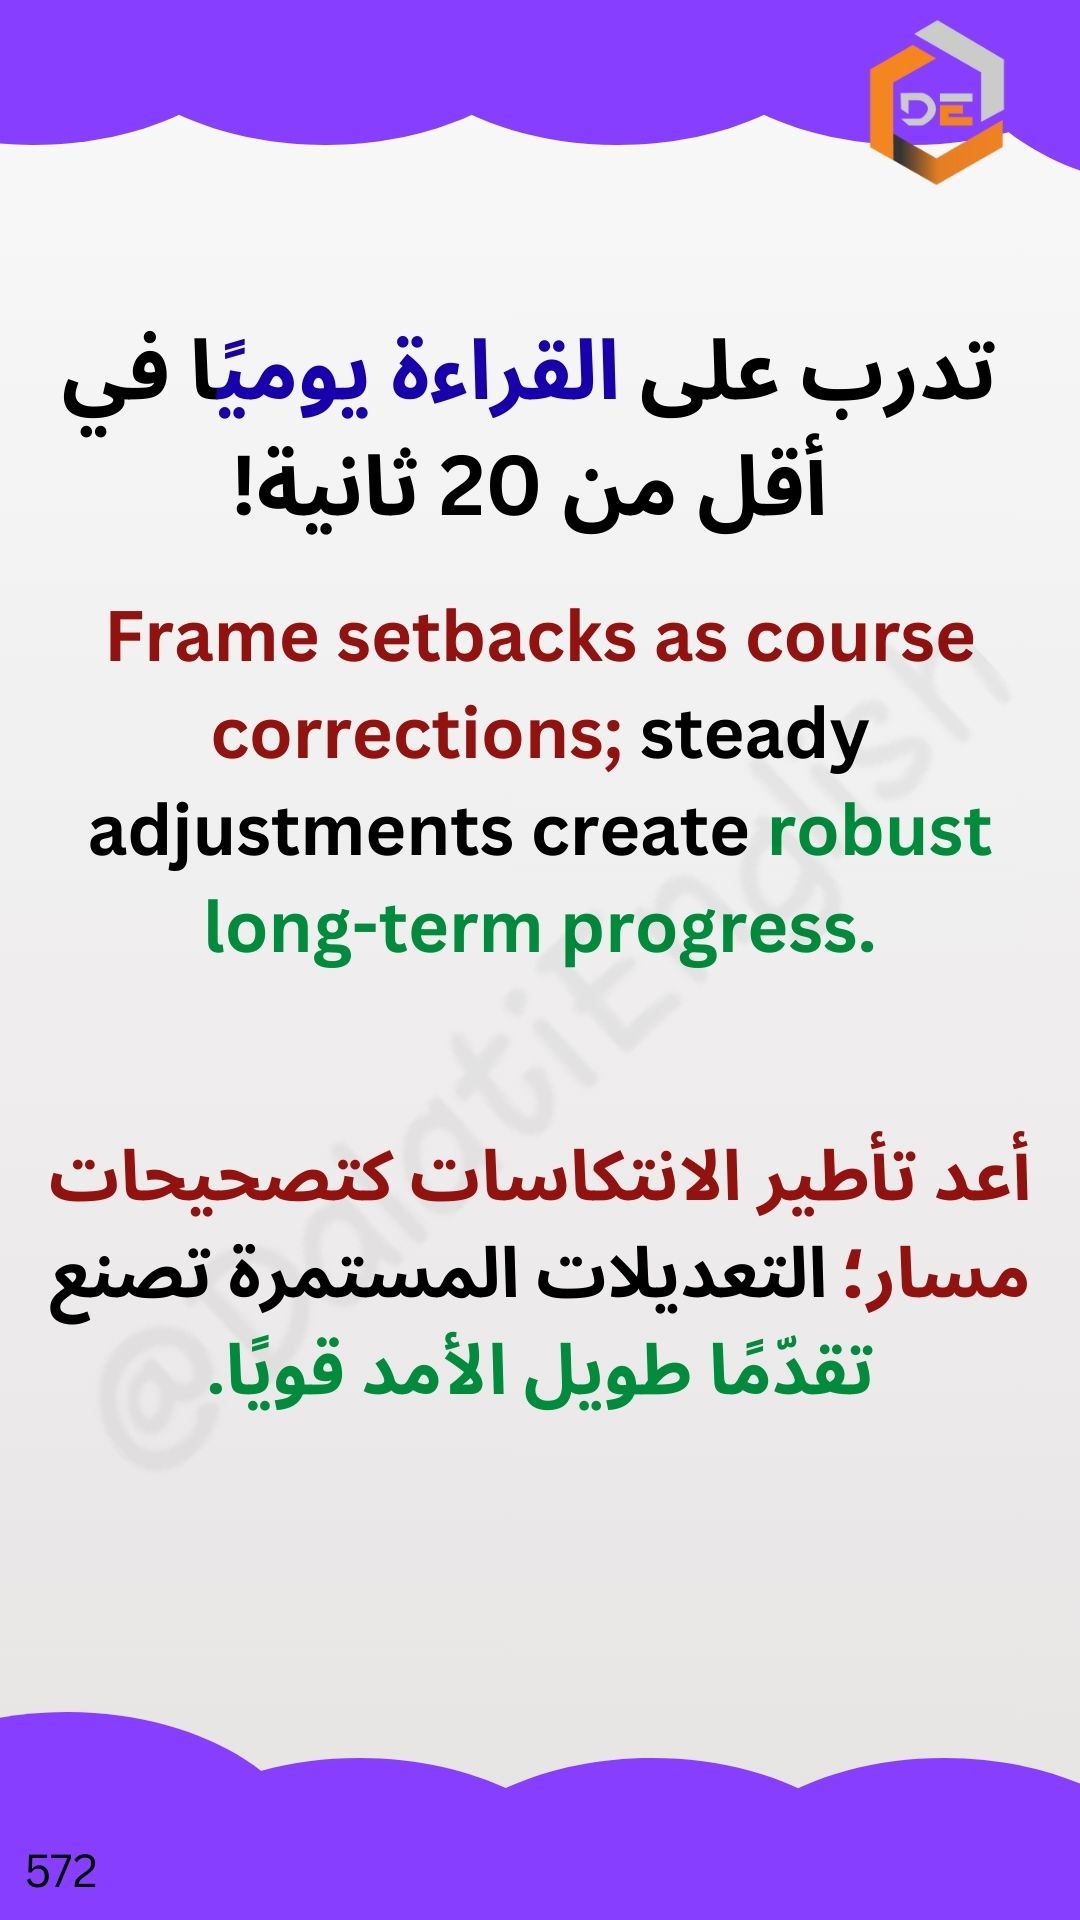 DE
تدرب على القراءة يوميًا في
أقل من 20 ثانية!
Frame setbacks as course
corrections; steady
adjustments create robust
long-term progress.
أعد تأطير الانتكاسات كتصحيحات
مسار؛ التعديلات المستمرة تصنع
تقدّمًا طويل الأمد قويًا.
@DalatiEnglish
572